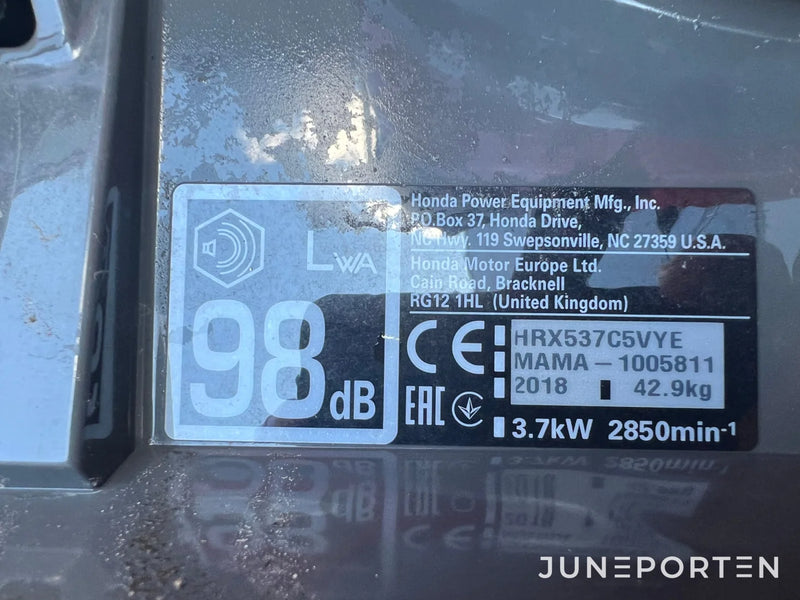 LWA
98 dB
Honda Power Equipment Mfg., Inc.
P.O.Box 37, Honda Drive,
NC Hwy. 119 Swepsonville, NC 27359 U.S.A.
Honda Motor Europe Ltd.
Cain Road, Bracknell
RG12 1HL (United Kingdom)
CE
HRX537C5VYE
MAMA-1005811
2018 42.9kg
EAC
3.7kW 2850min-1
JUNEPORTEN